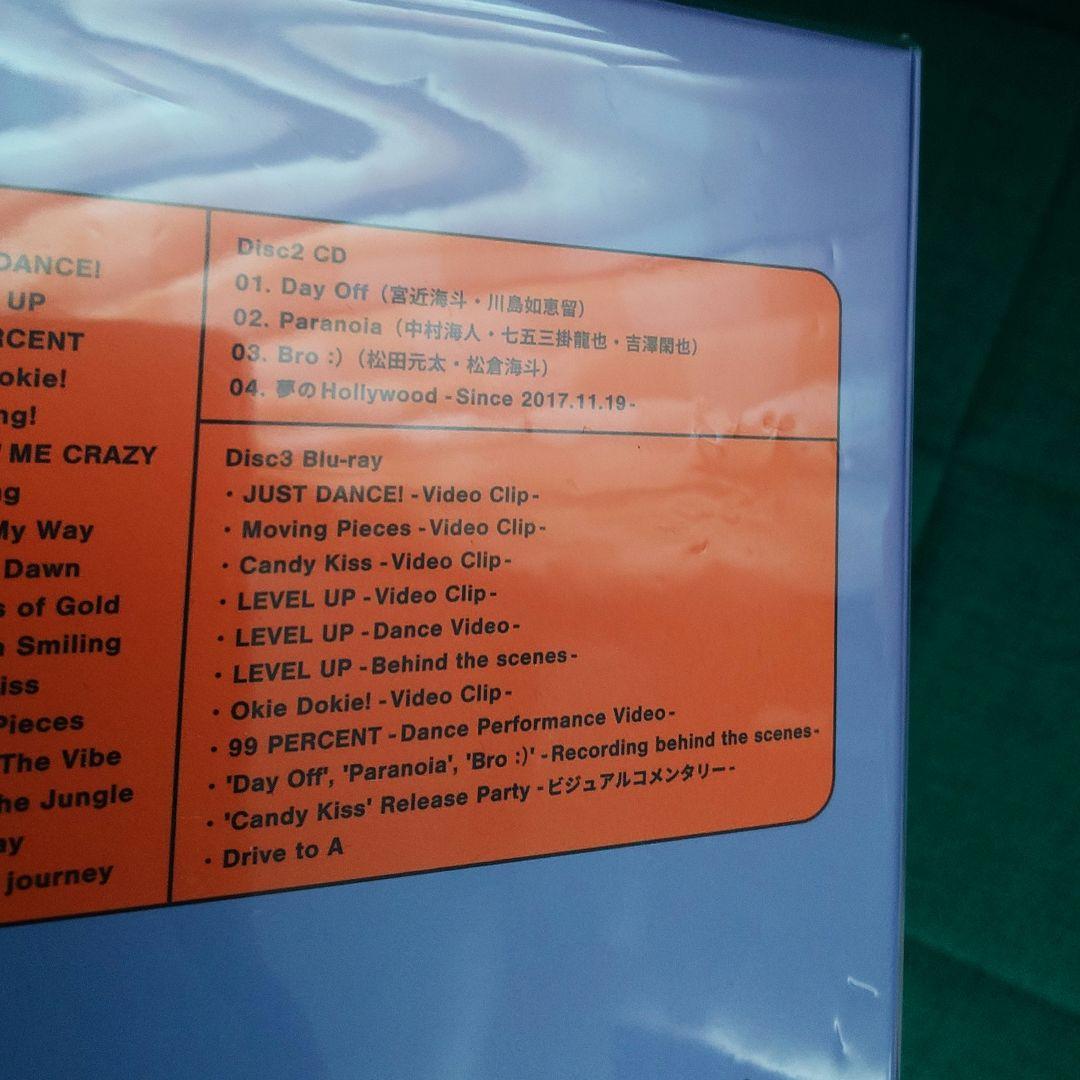 DANCE!
UP
RCENT
okie!
ng!
ME CRAZY
ng
My Way
Dawn
s of Gold
Smiling
iss
Pieces
The Vibe
he Jungle
ay
journey
Disc2 CD
01. Day Off（宮近海斗・川島如恵留）
02. Paranoia（中村海人・七五三掛龍也・吉澤閑也）
03. Bro :)（松田元太・松倉海斗）
04. 夢のHollywood -Since 2017.11.19-
Disc3 Blu-ray
・JUST DANCE! -Video Clip-
・Moving Pieces -Video Clip-
・Candy Kiss -Video Clip-
・LEVEL UP -Video Clip-
・LEVEL UP -Dance Video-
・LEVEL UP -Behind the scenes-
・Okie Dokie! -Video Clip-
・99 PERCENT -Dance Performance Video-
・'Day Off', 'Paranoia', 'Bro :)' -Recording behind the scenes-
・'Candy Kiss' Release Party -ビジュアルコメンタリー-
・Drive to A